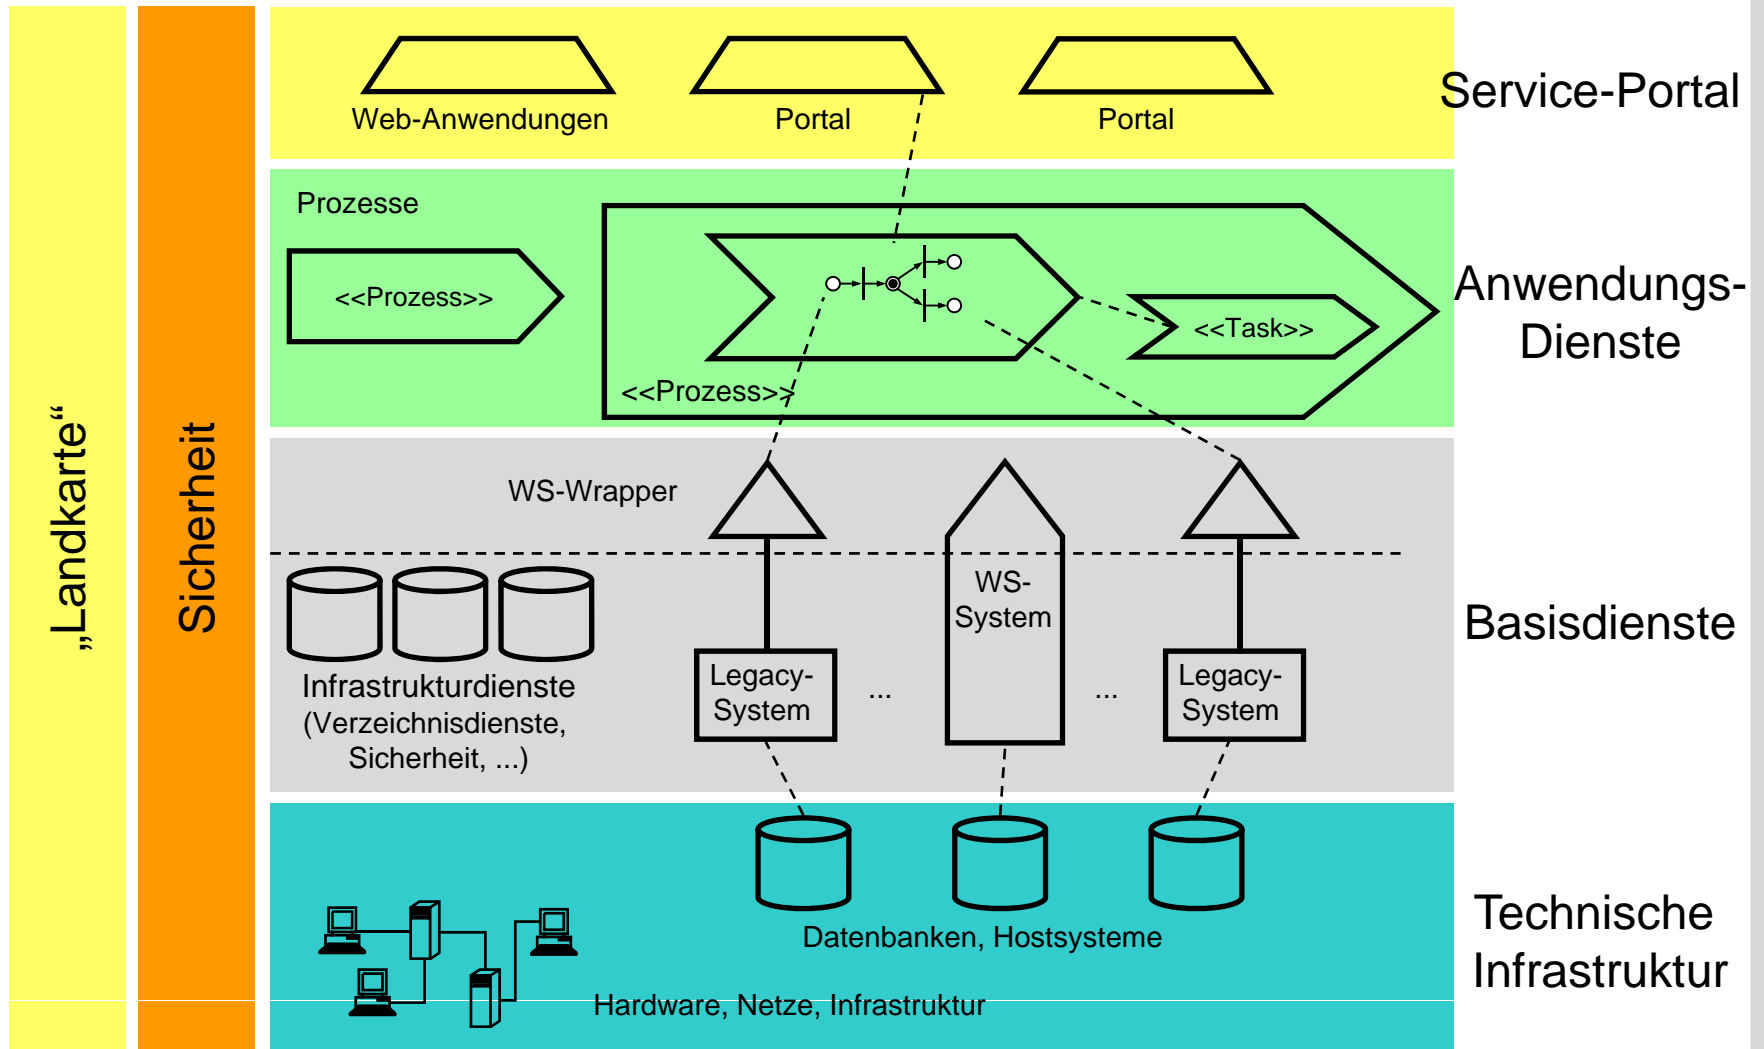 „Landkarte“
Sicherheit
Web-Anwendungen
Portal
Portal
Service-Portal
Prozesse
<<Prozess>>
<<Task>>
<<Prozess>>
Anwendungs-
Dienste
WS-Wrapper
WS-
System
Infrastrukturdienste
(Verzeichnisdienste,
Sicherheit, ...)
Legacy-
System
...
...
Legacy-
System
Basisdienste
Datenbanken, Hostsysteme
Hardware, Netze, Infrastruktur
Technische
Infrastruktur